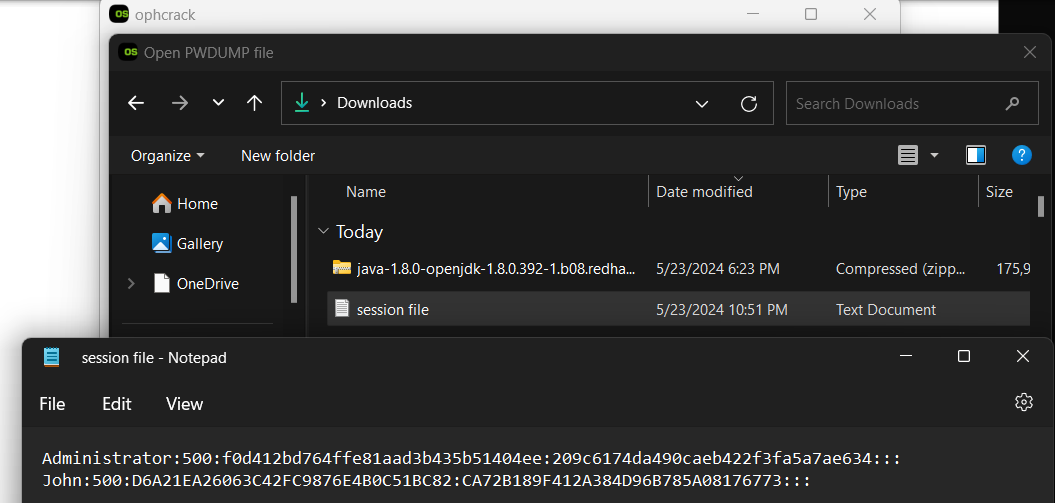 OS ophcrack
OS Open PWDUMP file
Downloads
Search Downloads
Organize
New folder
?
Name
Date modified
Type
Size
Home
Gallery
OneDrive
Today
java-1.8.0-openjdk-1.8.0.392-1.b08.redha...
5/23/2024 6:23 PM
Compressed (zipp...
175,9
session file
5/23/2024 10:51 PM
Text Document
session file - Notepad
File
Edit
View
Administrator:500:f0d412bd764ffe81aad3b435b51404ee:209c6174da490caeb422f3fa5a7ae634:::
John:500:D6A21EA26063C42FC9876E4B0C51BC82:CA72B189F412A384D96B785A08176773:::